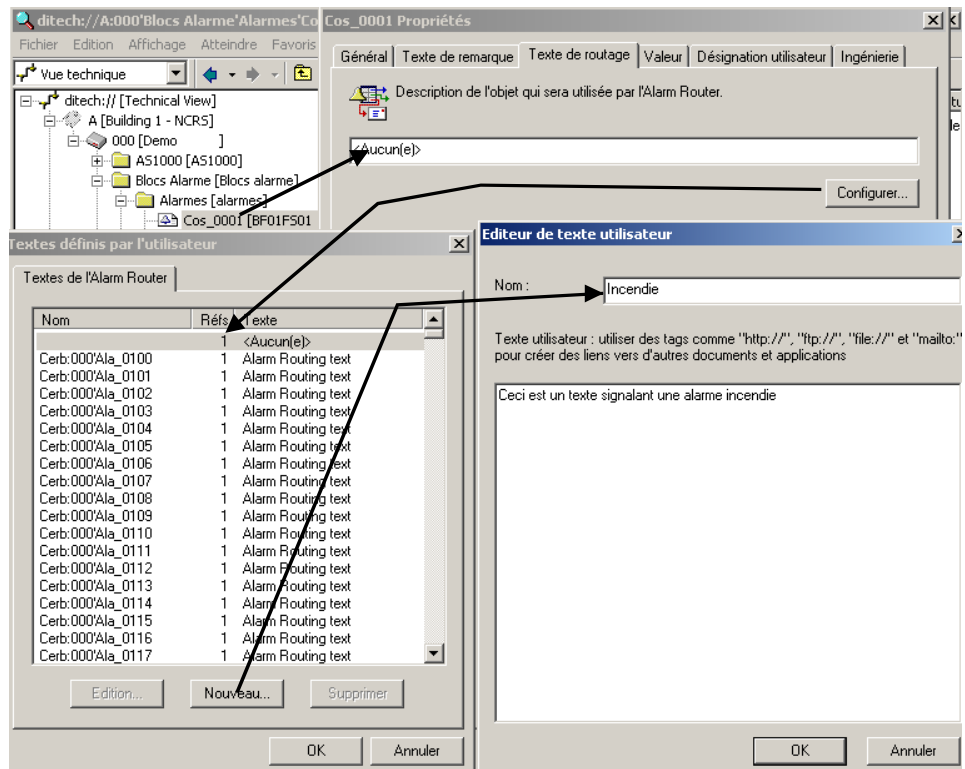 ditech://A:000'Blocs Alarme'Alarmes'Co
Fichier Edition Affichage Atteindre Favoris
Vue technique
ditech:// [Technical View]
A [Building 1 - NCRS]
000 [Demo ]
AS1000 [AS1000]
Blocs Alarme [Blocs alarme]
Alarmes [alarmes]
Cos_0001 [BF01FS01
Cos_0001 Propriétés
Général Texte de remarque Texte de routage Valeur Désignation utilisateur Ingénierie
Description de l'objet qui sera utilisée par l'Alarm Router.
<Aucun(e)>
Configurer...
Textes définis par l'utilisateur
Textes de l'Alarm Router
Nom Réfs Texte
1 <Aucun(e)>
Cerb:000'Ala_0100 1 Alarm Routing text
Cerb:000'Ala_0101 1 Alarm Routing text
Cerb:000'Ala_0102 1 Alarm Routing text
Cerb:000'Ala_0103 1 Alarm Routing text
Cerb:000'Ala_0104 1 Alarm Routing text
Cerb:000'Ala_0105 1 Alarm Routing text
Cerb:000'Ala_0106 1 Alarm Routing text
Cerb:000'Ala_0107 1 Alarm Routing text
Cerb:000'Ala_0108 1 Alarm Routing text
Cerb:000'Ala_0109 1 Alarm Routing text
Cerb:000'Ala_0110 1 Alarm Routing text
Cerb:000'Ala_0111 1 Alarm Routing text
Cerb:000'Ala_0112 1 Alarm Routing text
Cerb:000'Ala_0113 1 Alarm Routing text
Cerb:000'Ala_0114 1 Alarm Routing text
Cerb:000'Ala_0115 1 Alarm Routing text
Cerb:000'Ala_0116 1 Alarm Routing text
Cerb:000'Ala_0117 1 Alarm Routing text
Edition... Nouveau... Supprimer
OK Annuler
Editeur de texte utilisateur
Nom : Incendie
Texte utilisateur : utiliser des tags comme "http://", "ftp://", "file://" et "mailto:"
pour créer des liens vers d'autres documents et applications
Ceci est un texte signalant une alarme incendie
OK Annuler